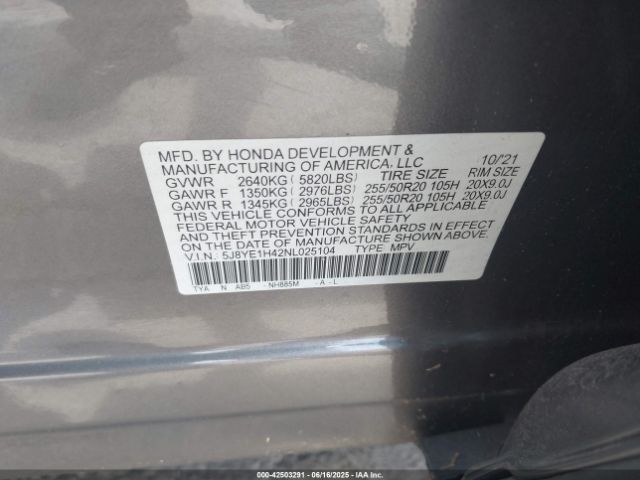 MFD. BY HONDA DEVELOPMENT &
MANUFACTURING OF AMERICA, LLC 10/'21
GVWR 2640KG (5820LBS) TIRE SIZE RIM SIZE
GAWR F 1350KG (2976LBS) 255/50R20 105H 20X9.0J
GAWR R 1345KG (2965LBS) 255/50R20 105H 20X9.0J
THIS VEHICLE CONFORMS TO ALL APPLICABLE
FEDERAL MOTOR VEHICLE SAFETY
AND THEFT PREVENTION STANDARDS IN EFFECT
ON THE DATE OF MANUFACTURE SHOWN ABOVE.
V.I.N.: 5J8YE1H42NL025104 TYPE: MPV
TYA N AB5 NH885M -A-L
000-42503291 - 06/16/2025 - IAAI.COM